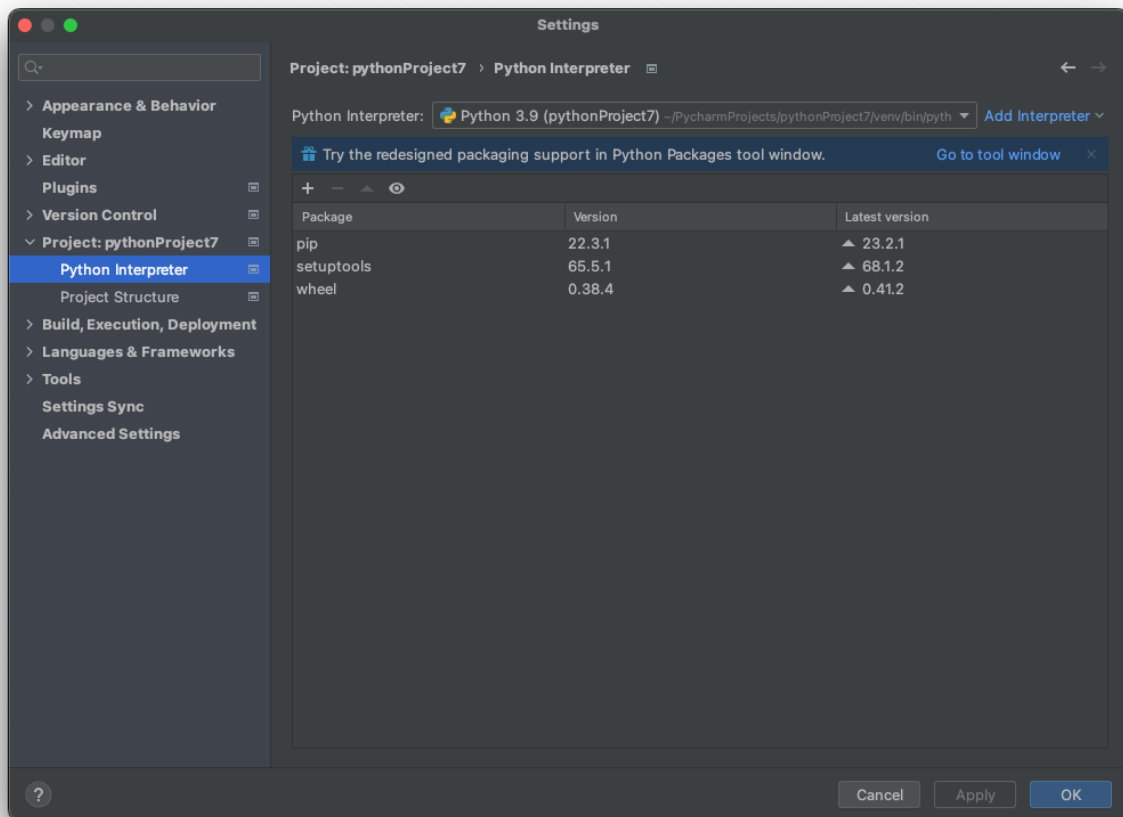 Settings
Project: pythonProject7 › Python Interpreter
Appearance & Behavior
Keymap
Editor
Plugins
Version Control
Project: pythonProject7
Python Interpreter
Project Structure
Build, Execution, Deployment
Languages & Frameworks
Tools
Settings Sync
Advanced Settings
Python Interpreter: Python 3.9 (pythonProject7) ~/PycharmProjects/pythonProject7/venv/bin/pyth Add Interpreter
Try the redesigned packaging support in Python Packages tool window. Go to tool window
Package Version Latest version
pip 22.3.1 23.2.1
setuptools 65.5.1 68.1.2
wheel 0.38.4 0.41.2
? Cancel Apply OK